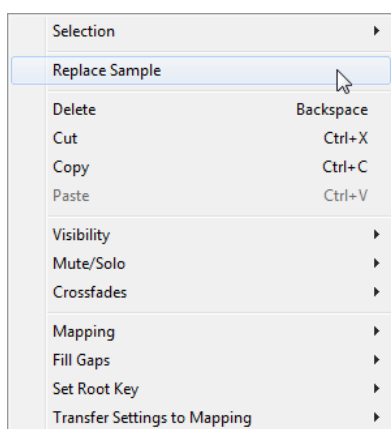 Selection
Replace Sample
Delete Backspace
Cut Ctrl+X
Copy Ctrl+C
Paste Ctrl+V
Visibility
Mute/Solo
Crossfades
Mapping
Fill Gaps
Set Root Key
Transfer Settings to Mapping